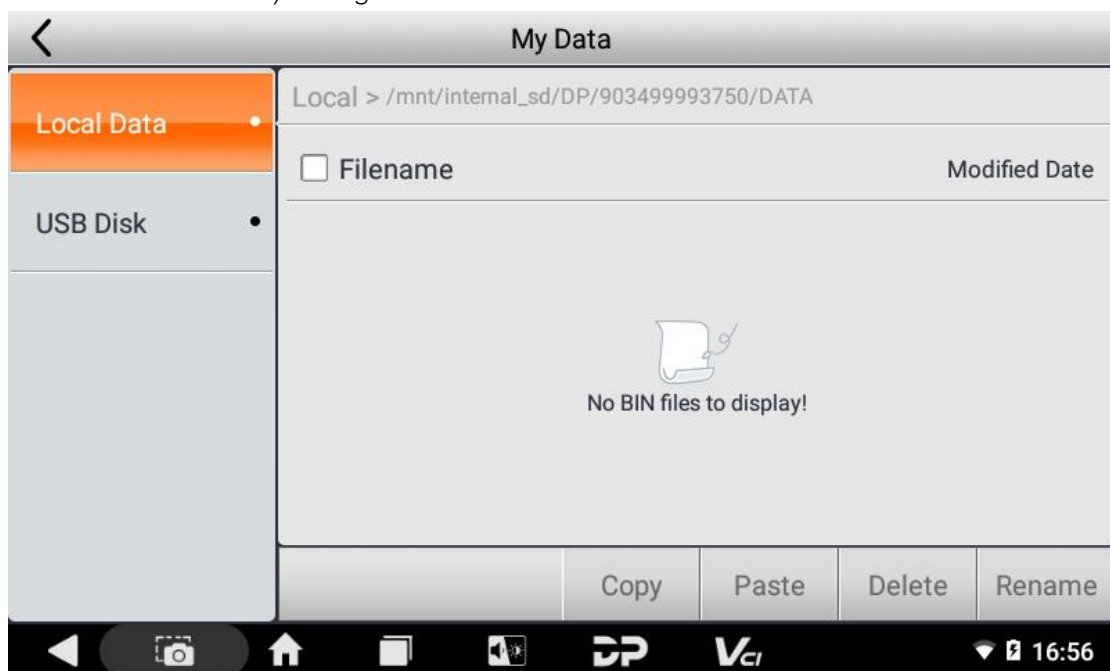 My Data
Local Data
USB Disk
Local > /mnt/internal_sd/DP/903499993750/DATA
Filename Modified Date
No BIN files to display!
Copy Paste Delete Rename
DP VCI 16:56